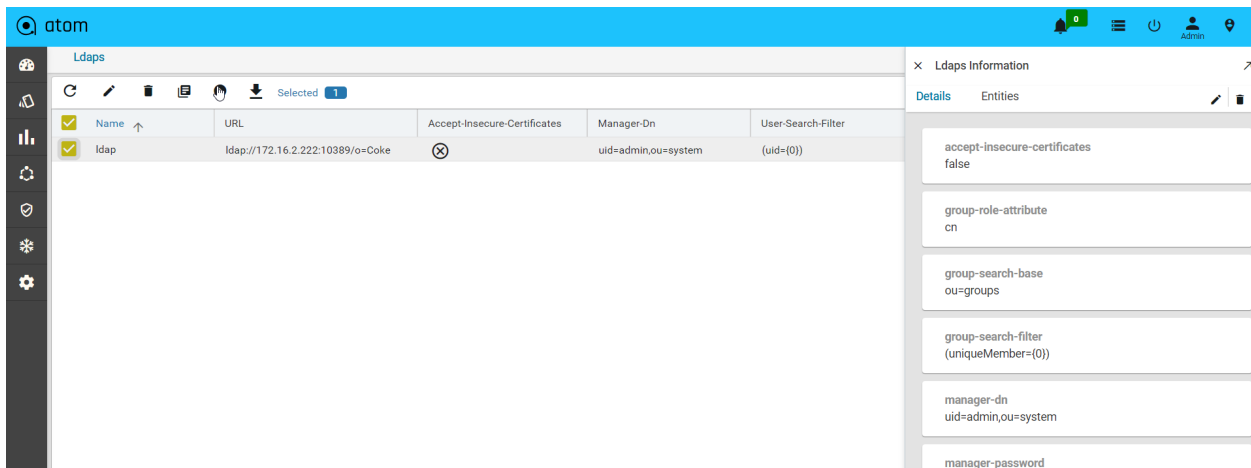 atom
0
Admin
Ldaps
Selected 1
Name URL Accept-Insecure-Certificates Manager-Dn User-Search-Filter
ldap ldap://172.16.2.222:10389/o=Coke uid=admin,ou=system (uid={0})
Ldaps Information
Details Entities
accept-insecure-certificates
false
group-role-attribute
cn
group-search-base
ou=groups
group-search-filter
(uniqueMember={0})
manager-dn
uid=admin,ou=system
manager-password